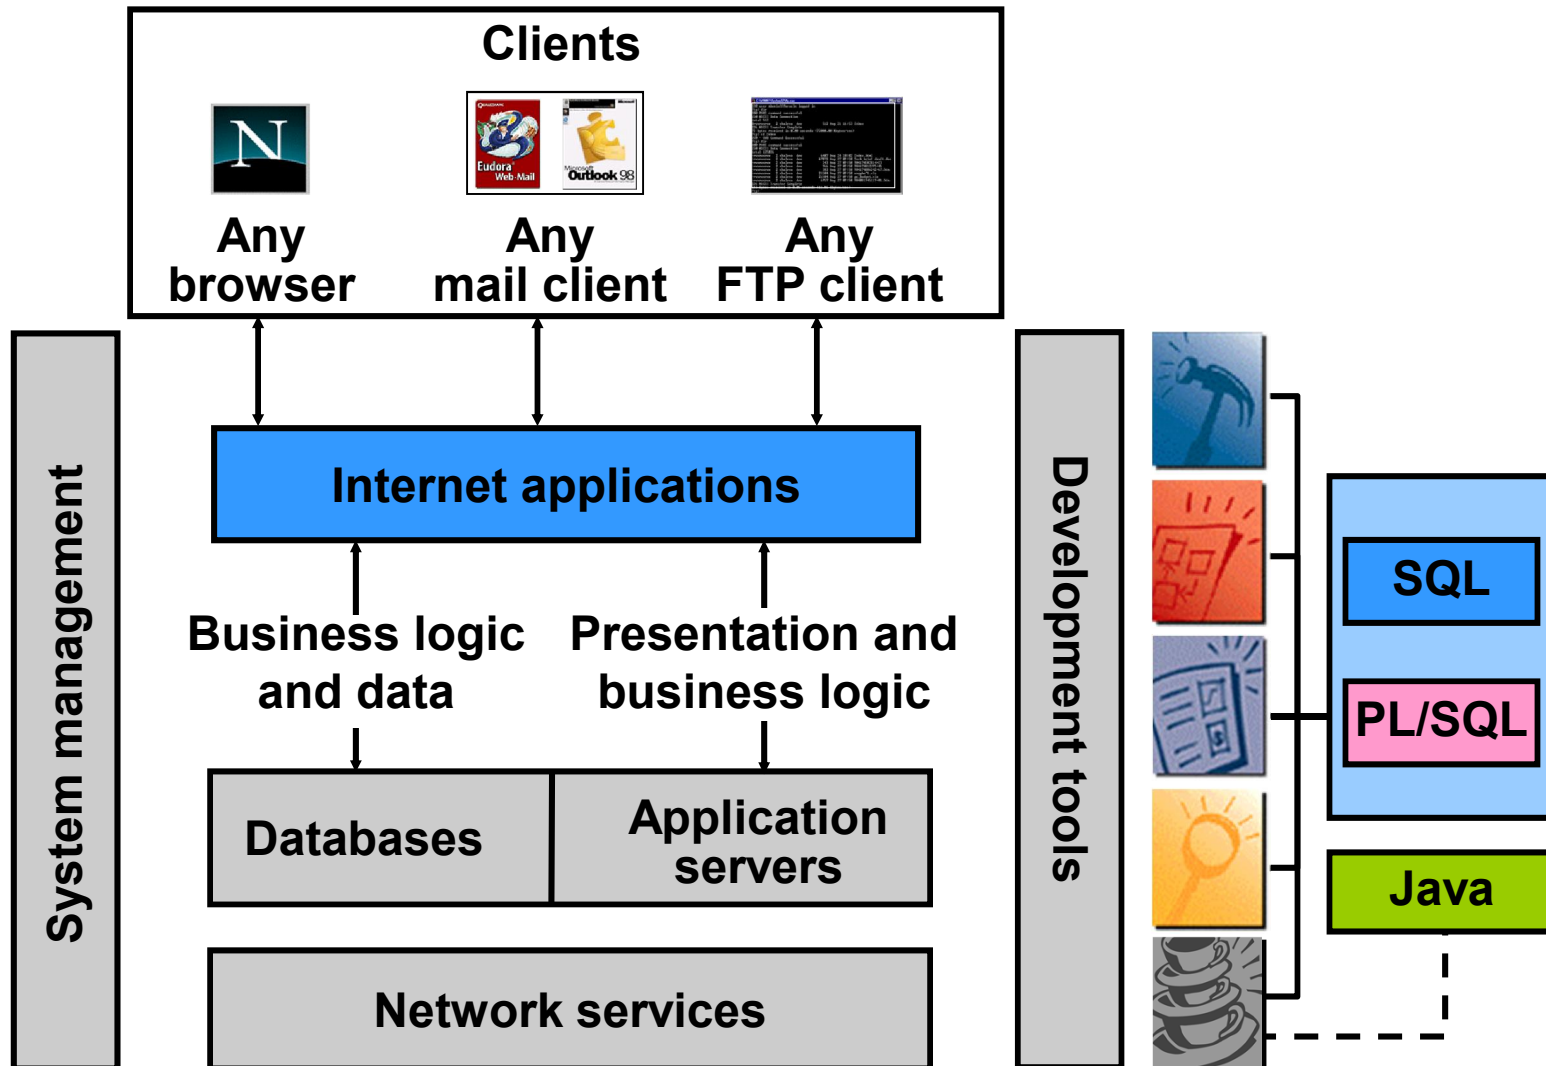 Clients
N
Eudora
Web-Mail
Microsoft
Outlook 98
Any
browser
Any
mail client
Any
FTP client
System management
Internet applications
Business logic
and data
Presentation and
business logic
Databases
Application
servers
Network services
Development tools
SQL
PL/SQL
Java